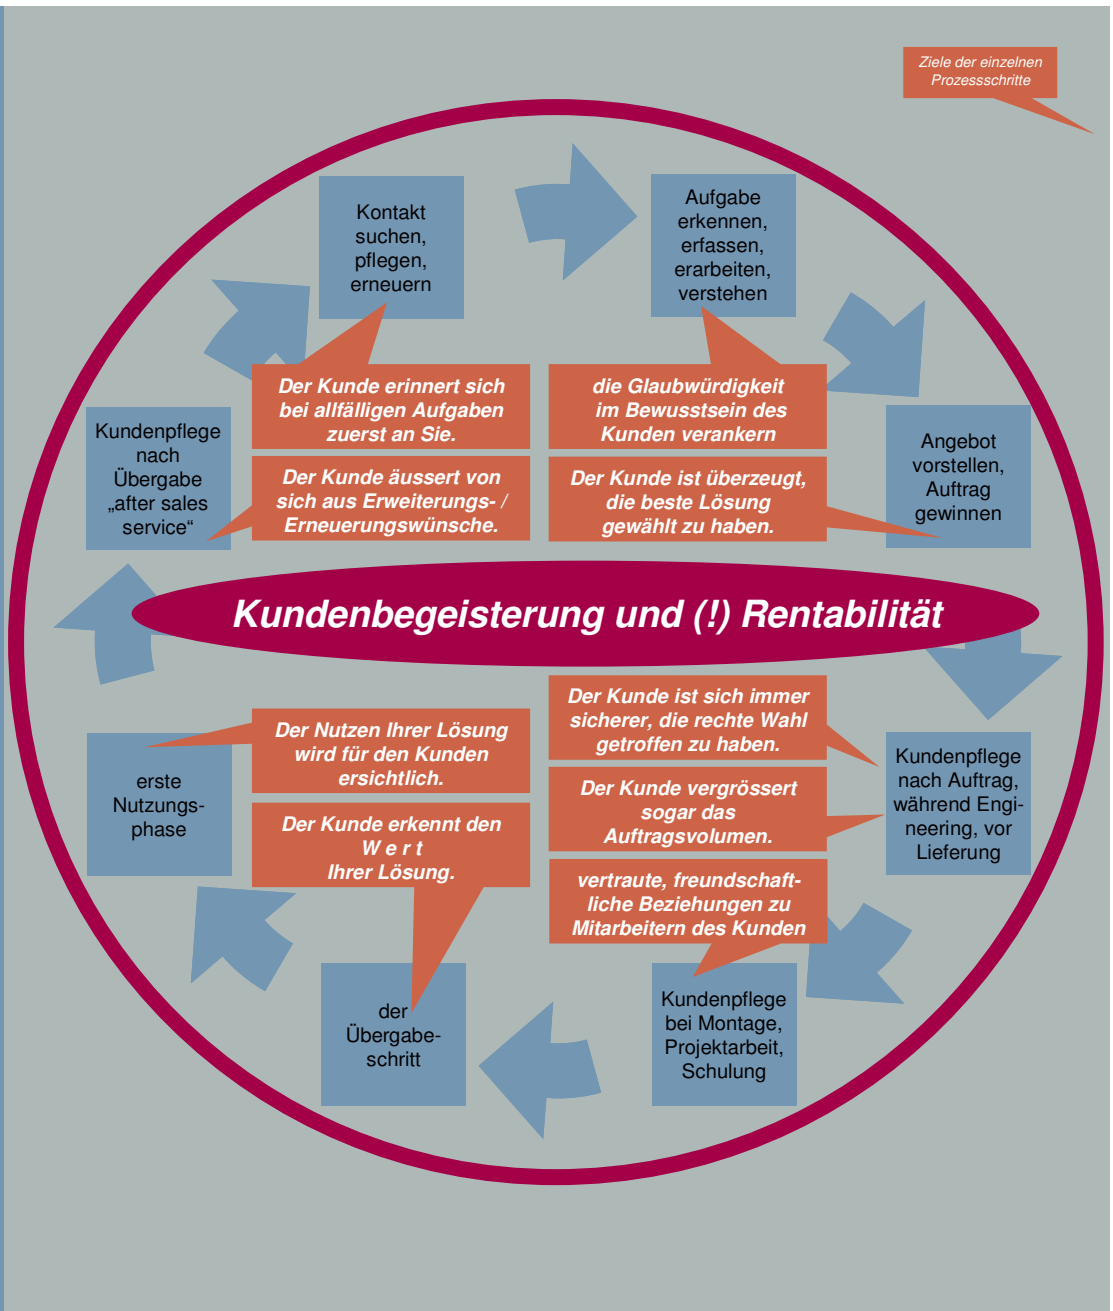 Ziele der einzelnen
Prozessschritte
Kontakt
suchen,
pflegen,
erneuern
Aufgabe
erkennen,
erfassen,
erarbeiten,
verstehen
Der Kunde erinnert sich
bei allfälligen Aufgaben
zuerst an Sie.
die Glaubwürdigkeit
im Bewusstsein des
Kunden verankern
Kundenpflege
nach
Übergabe
„after sales
service“
Der Kunde äussert von
sich aus Erweiterungs- /
Erneuerungswünsche.
Der Kunde ist überzeugt,
die beste Lösung
gewählt zu haben.
Angebot
vorstellen,
Auftrag
gewinnen
Kundenbegeisterung und (!) Rentabilität
Der Kunde ist sich immer
sicherer, die rechte Wahl
getroffen zu haben.
Der Nutzen Ihrer Lösung
wird für den Kunden
ersichtlich.
erste
Nutzungs-
phase
Der Kunde vergrössert
sogar das
Auftragsvolumen.
Kundenpflege
nach Auftrag,
während Engi-
neering, vor
Lieferung
Der Kunde erkennt den
W e r t
Ihrer Lösung.
vertraute, freundschaft-
liche Beziehungen zu
Mitarbeitern des Kunden
der
Übergabe-
schritt
Kundenpflege
bei Montage,
Projektarbeit,
Schulung